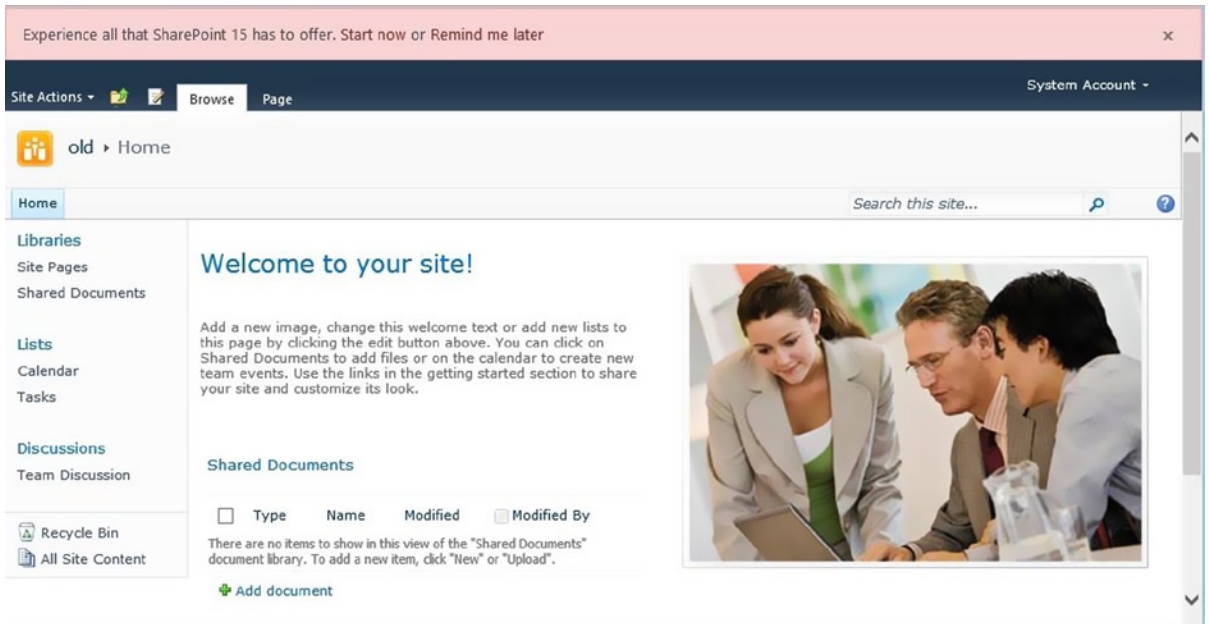 Experience all that SharePoint 15 has to offer. Start now or Remind me later
Site Actions
Browse
Page
System Account
old ▸ Home
Home
Search this site...
Libraries
Site Pages
Shared Documents
Lists
Calendar
Tasks
Discussions
Team Discussion
Recycle Bin
All Site Content
Welcome to your site!
Add a new image, change this welcome text or add new lists to
this page by clicking the edit button above. You can click on
Shared Documents to add files or on the calendar to create new
team events. Use the links in the getting started section to share
your site and customize its look.
Shared Documents
Type Name Modified Modified By
There are no items to show in this view of the "Shared Documents"
document library. To add a new item, click "New" or "Upload".
Add document